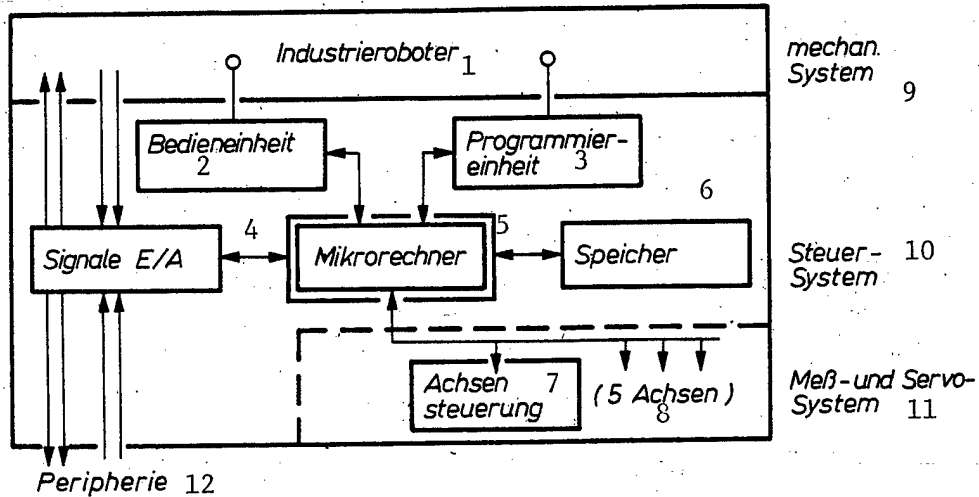 Industrieroboter 1
mechan.
System
9
Bedieneinheit
2
Programmier-
einheit 3
6
4
5
Signale E/A
Mikrorechner
Speicher
Steuer- 10
System
Achsen 7
steuerung
(5 Achsen)
8
Meß-und Servo-
System 11
Peripherie 12